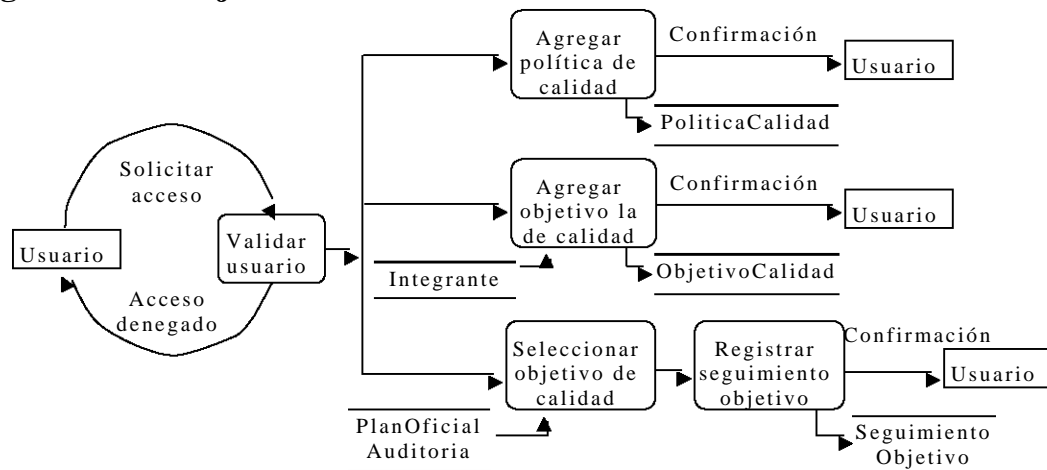 Agregar
política de
calidad
Confirmación
Usuario
PoliticaCalidad
Solicitar
acceso
Usuario
Validar
usuario
Acceso
denegado
Agregar
objetivo la
de calidad
Confirmación
Usuario
Integrante
ObjetivoCalidad
Seleccionar
objetivo de
calidad
Registrar
seguimiento
objetivo
Confirmación
Usuario
PlanOficial
Auditoria
Seguimiento
Objetivo